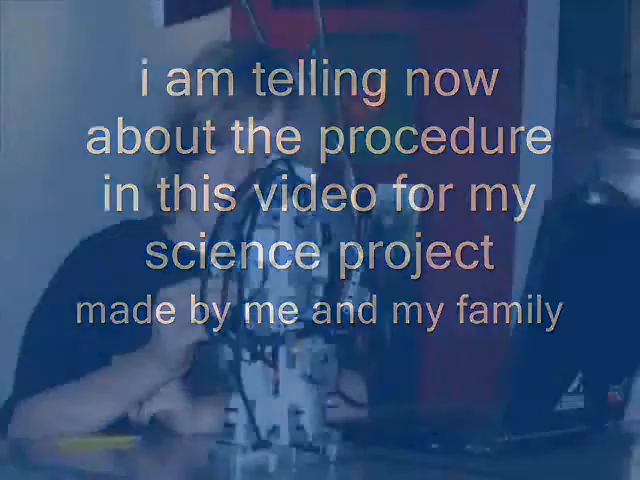 i am telling now
about the procedure
in this video for my
science project
made by me and my family